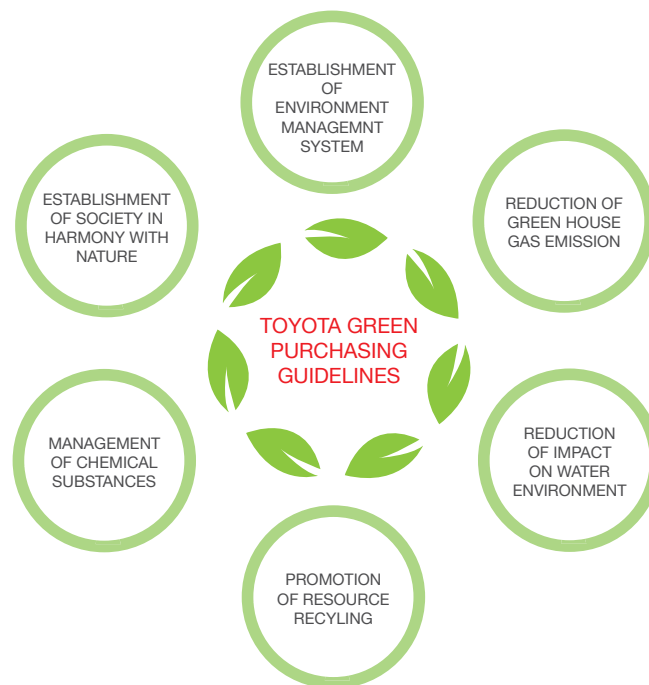 ESTABLISHMENT
OF
ENVIRONMENT
MANAGEMNT
SYSTEM
REDUCTION OF
GREEN HOUSE
GAS EMISSION
REDUCTION
OF IMPACT
ON WATER
ENVIRONMENT
PROMOTION
OF RESOURCE
RECYLING
MANAGEMENT
OF CHEMICAL
SUBSTANCES
ESTABLISHMENT
OF SOCIETY IN
HARMONY WITH
NATURE
TOYOTA GREEN
PURCHASING
GUIDELINES